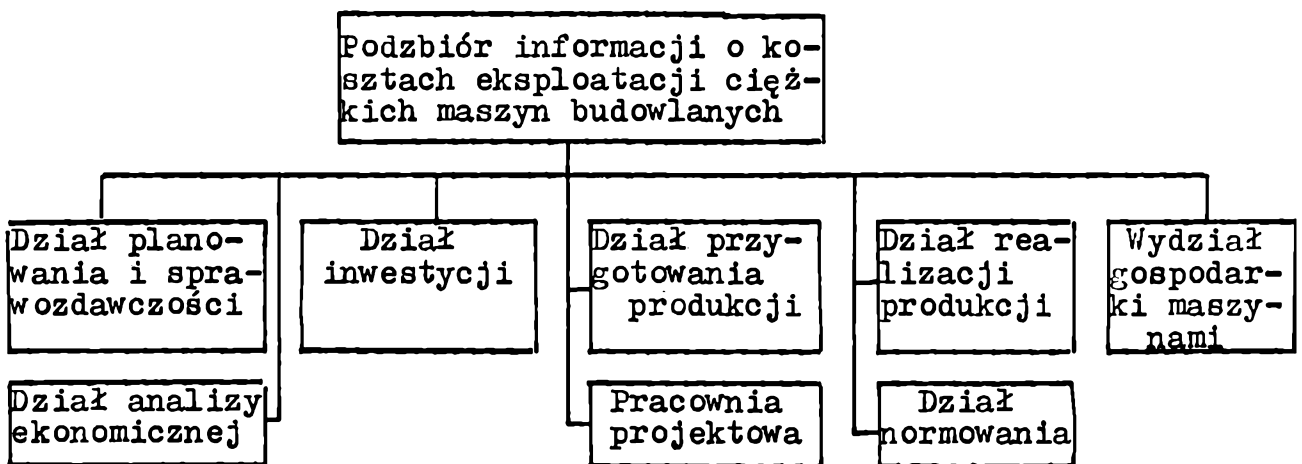 Podzbiór informacji o ko-
sztach eksploatacji cięż-
kich maszyn budowlanych
Dział plano-
wania i spra-
wozdawczości
Dział
inwestycji
Dział przy-
gotowania
produkcji
Dział rea-
lizacji
produkcji
Wydział
gospodar-
ki maszy-
nami
Dział analizy
ekonomicznej
Pracownia
projektowa
Dział
normowania